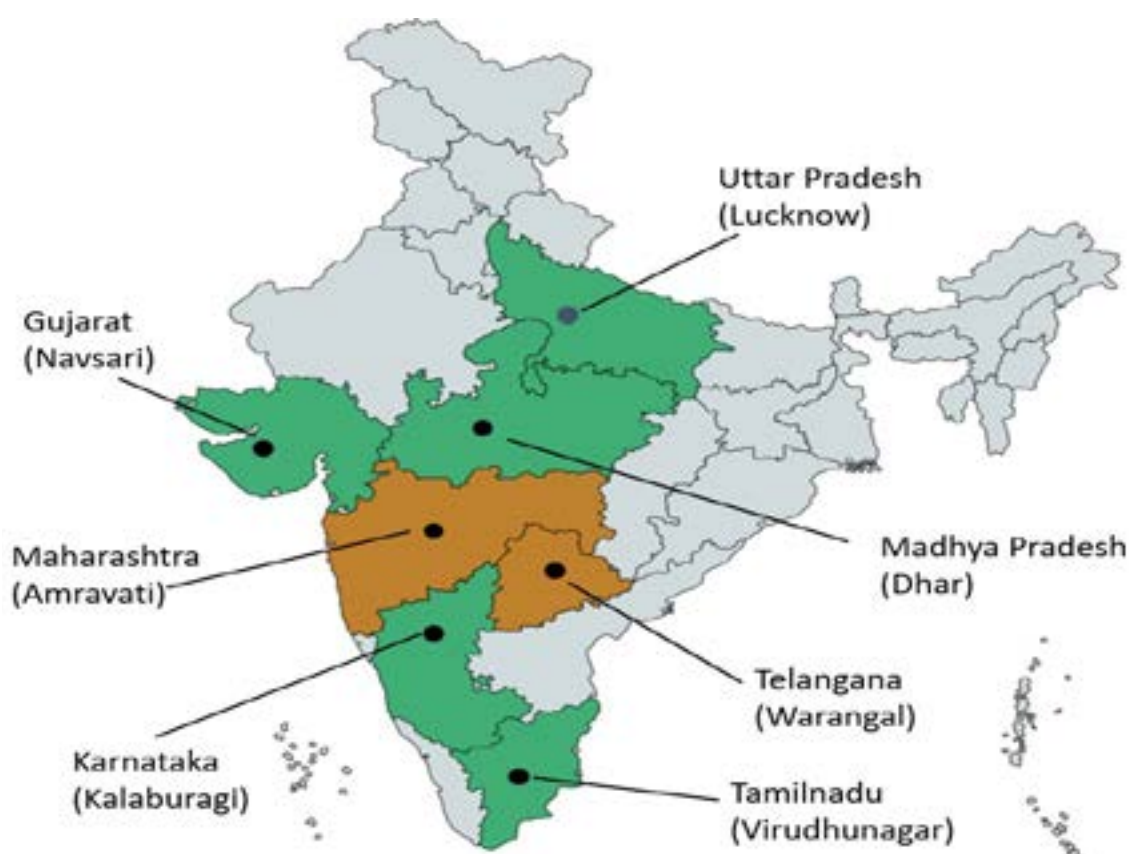 Uttar Pradesh
(Lucknow)
Gujarat
(Navsari)
Maharashtra
(Amravati)
Madhya Pradesh
(Dhar)
Telangana
(Warangal)
Karnataka
(Kalaburagi)
Tamilnadu
(Virudhunagar)